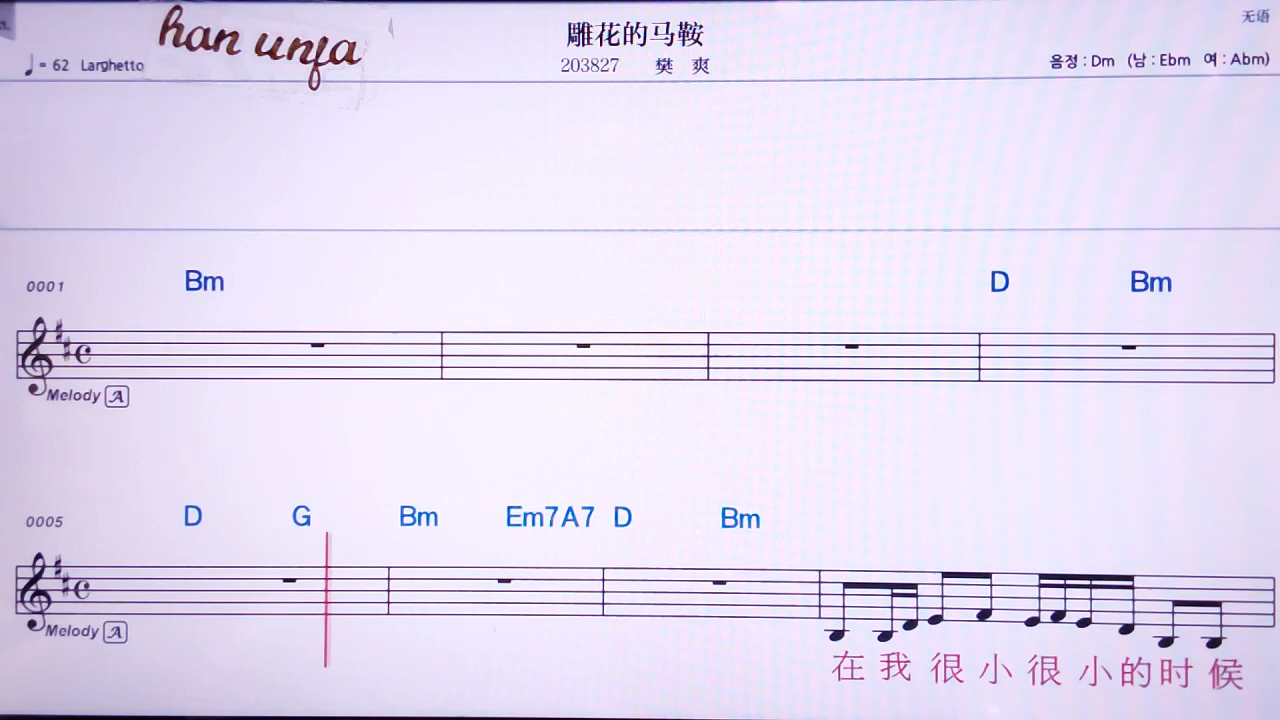 han unfa
雕花的马鞍
无语
♩= 62 Larghetto
203827 樊 爽
음정 : Dm (남 : Ebm 여 : Abm)
0001 Bm D Bm
Melody A
0005 D G Bm Em7A7 D Bm
Melody A
在 我 很 小 很 小 的 时 候